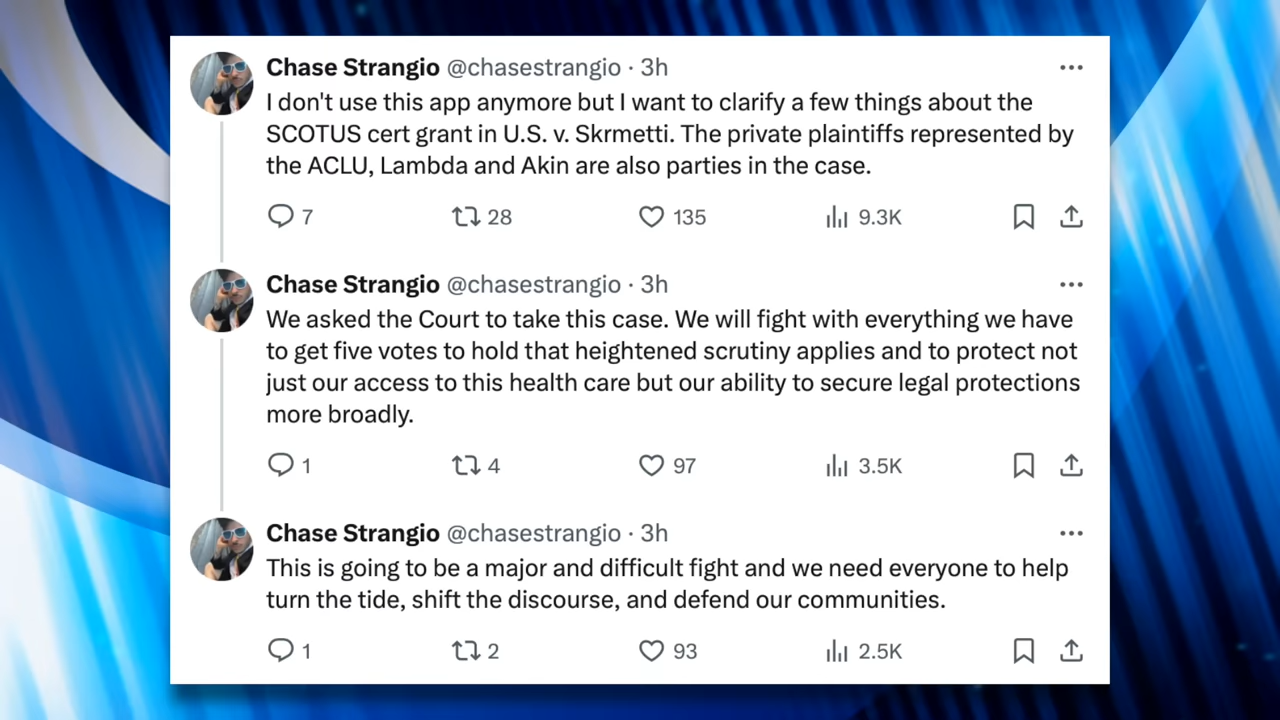 Chase Strangio @chasestrangio · 3h
I don't use this app anymore but I want to clarify a few things about the
SCOTUS cert grant in U.S. v. Skrmetti. The private plaintiffs represented by
the ACLU, Lambda and Akin are also parties in the case.
7 28 135 9.3K
Chase Strangio @chasestrangio · 3h
We asked the Court to take this case. We will fight with everything we have
to get five votes to hold that heightened scrutiny applies and to protect not
just our access to this health care but our ability to secure legal protections
more broadly.
1 4 97 3.5K
Chase Strangio @chasestrangio · 3h
This is going to be a major and difficult fight and we need everyone to help
turn the tide, shift the discourse, and defend our communities.
1 2 93 2.5K